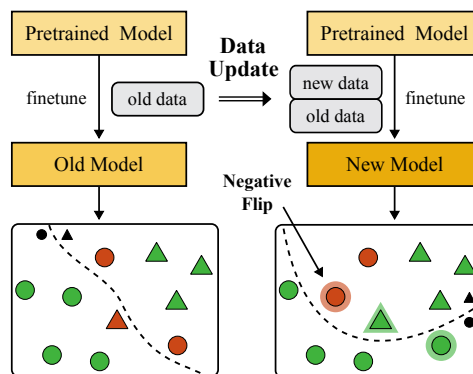 Pretrained Model
Pretrained Model
Data
Update
finetune
old data
new data
old data
finetune
Old Model
New Model
Negative
Flip